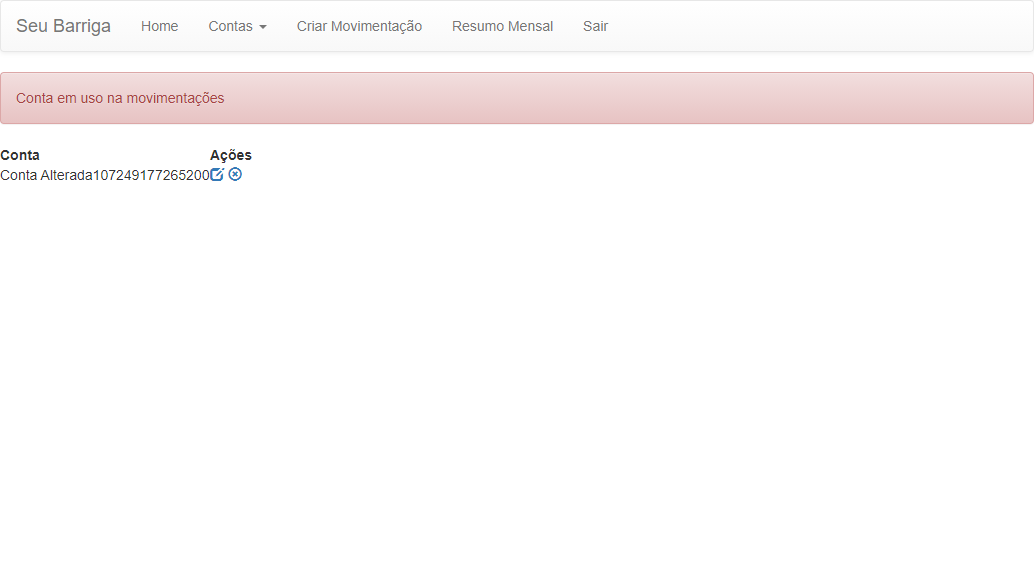 Seu Barriga Home Contas Criar Movimentação Resumo Mensal Sair
Conta em uso na movimentações
Conta Ações
Conta Alterada107249177265200